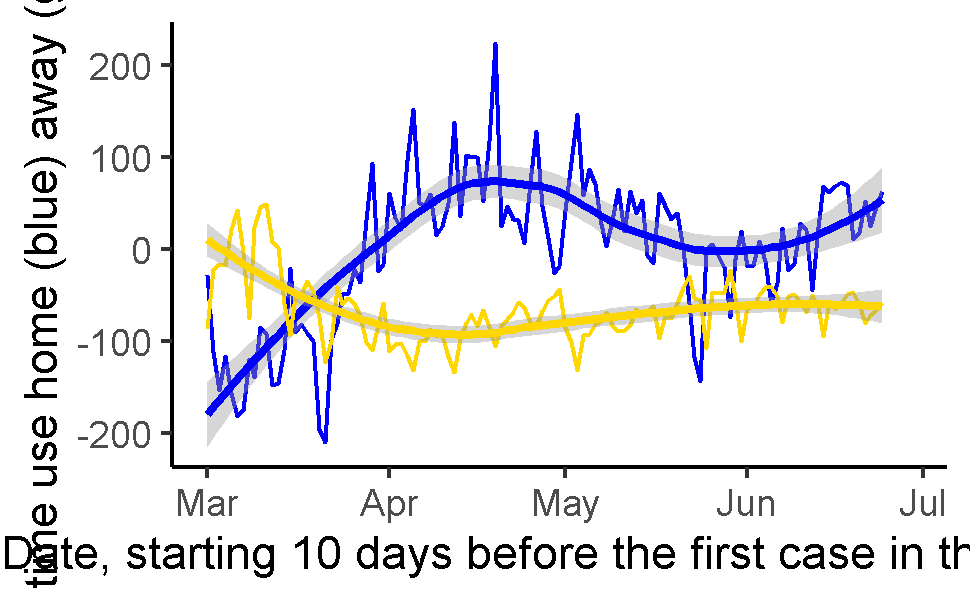 time use home (blue) away (
200
100
0
-100
-200
Mar Apr May Jun Jul
Date, starting 10 days before the first case in th